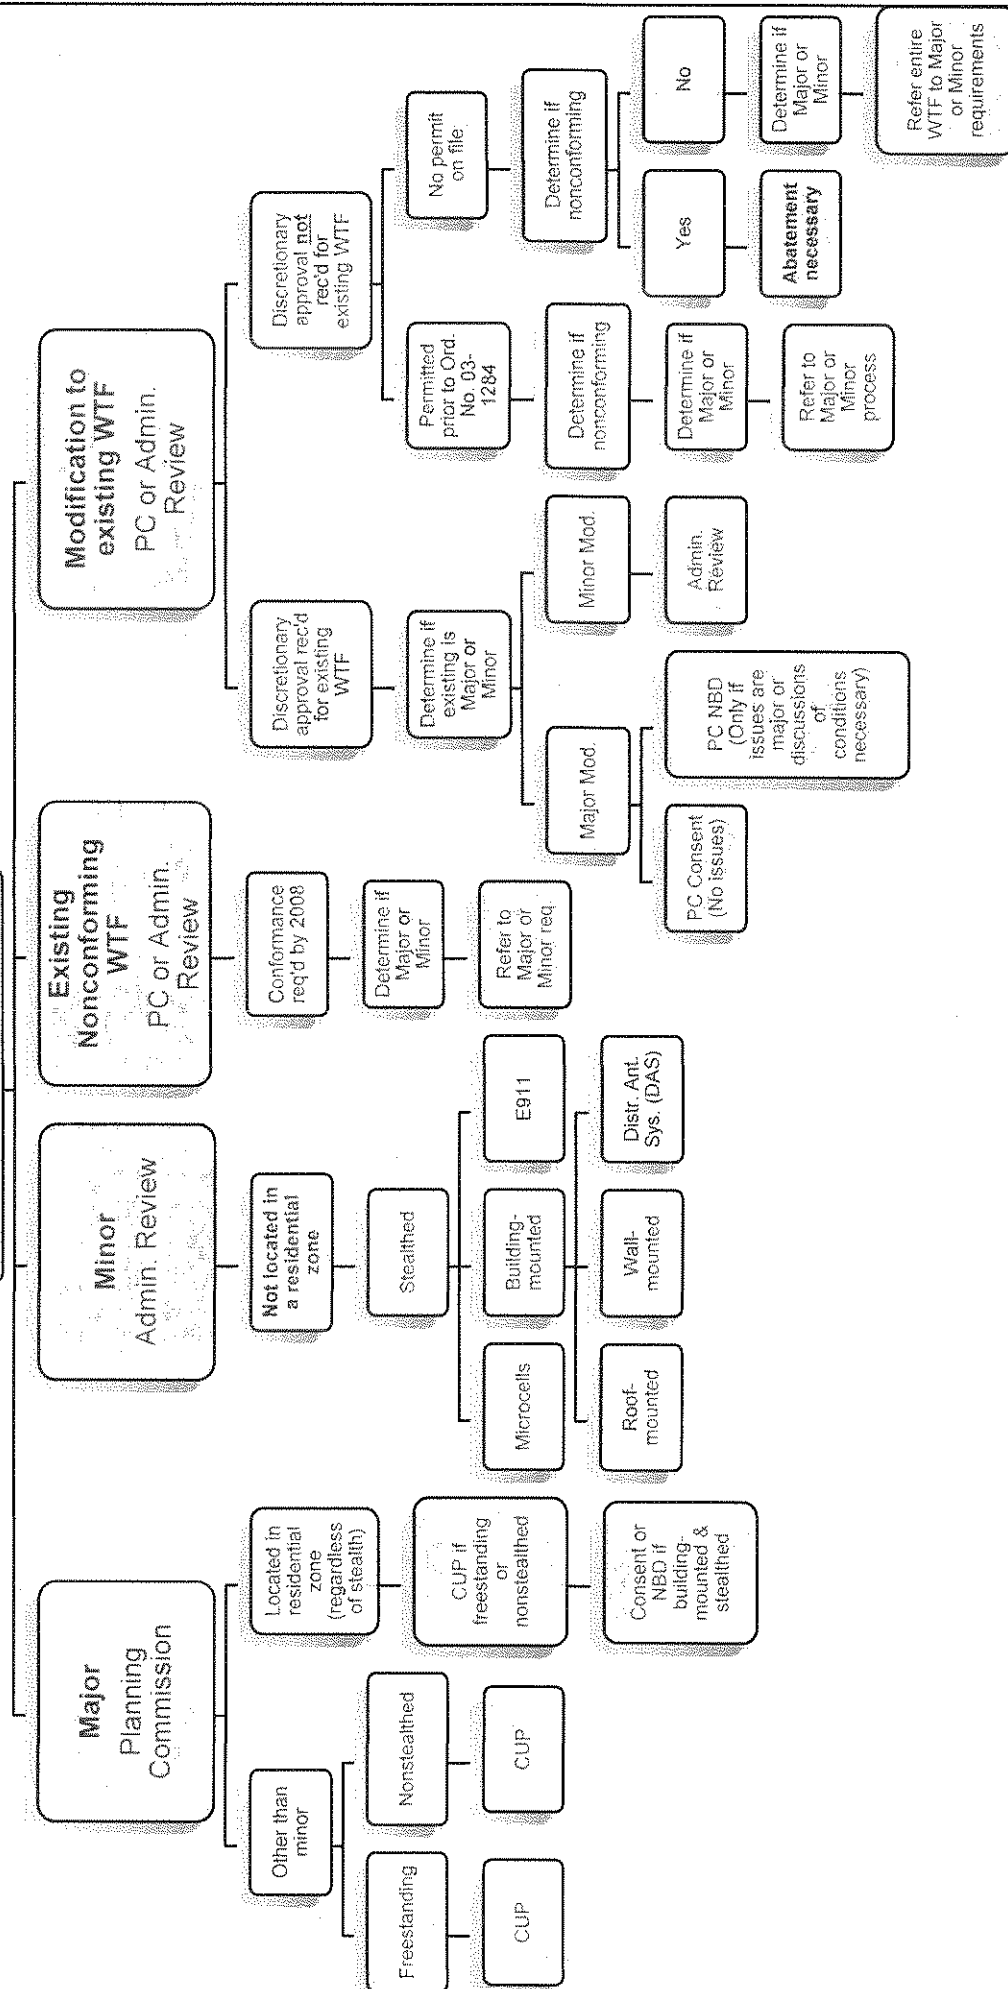 Major
Planning
Commission
Other than
minor
Freestanding
CUP
Nonstealthed
CUP
Located in
residential
zone
(regardless
of stealth)
CUP if
freestanding
or
nonstealthed
Consent or
NBD if
building-
mounted &
stealthed
Minor
Admin. Review
Not located in
a residential
zone
Stealthed
Microcells
Building-
mounted
E911
Roof-
mounted
Wall-
mounted
Distr. Ant.
Sys. (DAS)
Existing
Nonconforming
WTF
PC or Admin.
Review
Conformance
req'd by 2008
Determine if
Major or
Minor
Refer to
Major or
Minor req.
Modification to
existing WTF
PC or Admin.
Review
Discretionary
approval rec'd
for existing
WTF
Determine if
existing is
Major or
Minor
Major Mod.
PC Consent
(No issues)
PC NBD
(Only if
issues are
major or
discussions
of
conditions
necessary)
Minor Mod.
Admin.
Review
Discretionary
approval not
rec'd for
existing WTF
Permitted
prior to Ord.
No. 03-
1284
Determine if
nonconforming
Determine if
Major or
Minor
Refer to
Major or
Minor
process
No permit
on file
Determine if
nonconforming
Yes
Abatement
necessary
No
Determine if
Major or
Minor
Refer entire
WTF to Major
or Minor
requirements